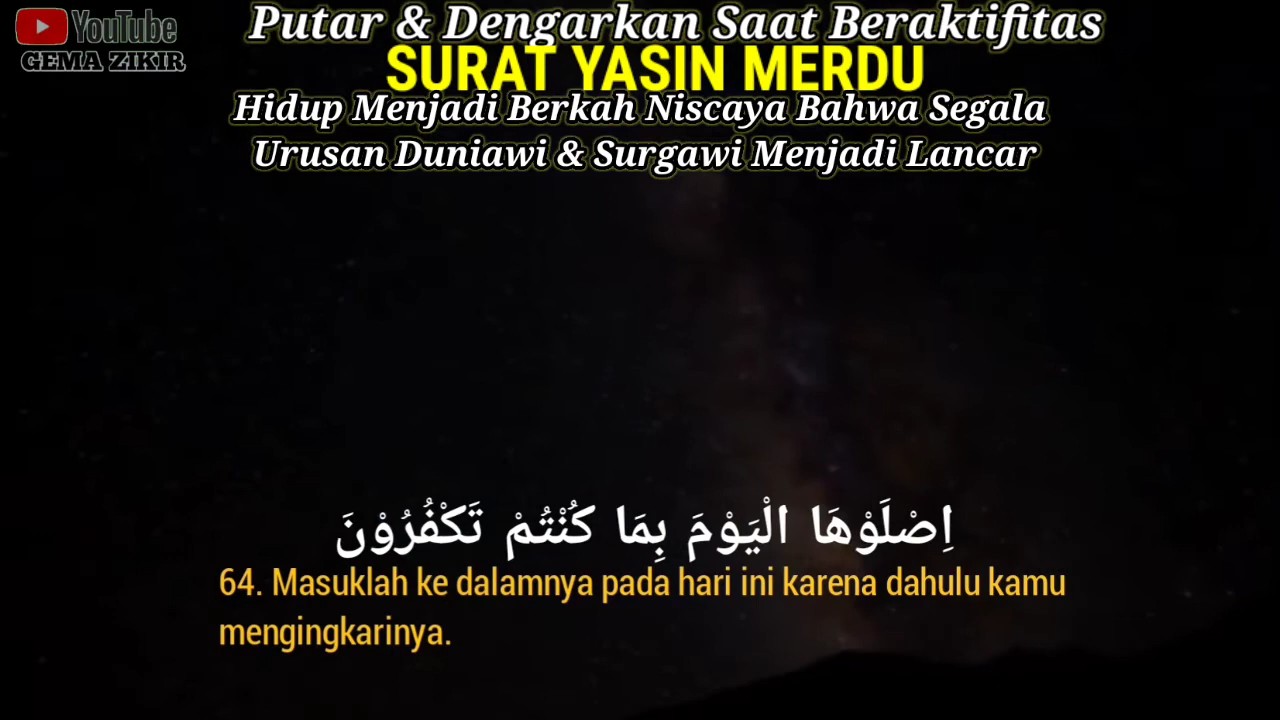 YouTube
GEMA ZIKIR
Putar & Dengarkan Saat Beraktifitas
SURAT YASIN MERDU
Hidup Menjadi Berkah Niscaya Bahwa Segala
Urusan Duniawi & Surgawi Menjadi Lancar
اِصْلَوْهَا الْيَوْمَ بِمَا كُنْتُمْ تَكْفُرُوْنَ
64. Masuklah ke dalamnya pada hari ini karena dahulu kamu
mengingkarinya.